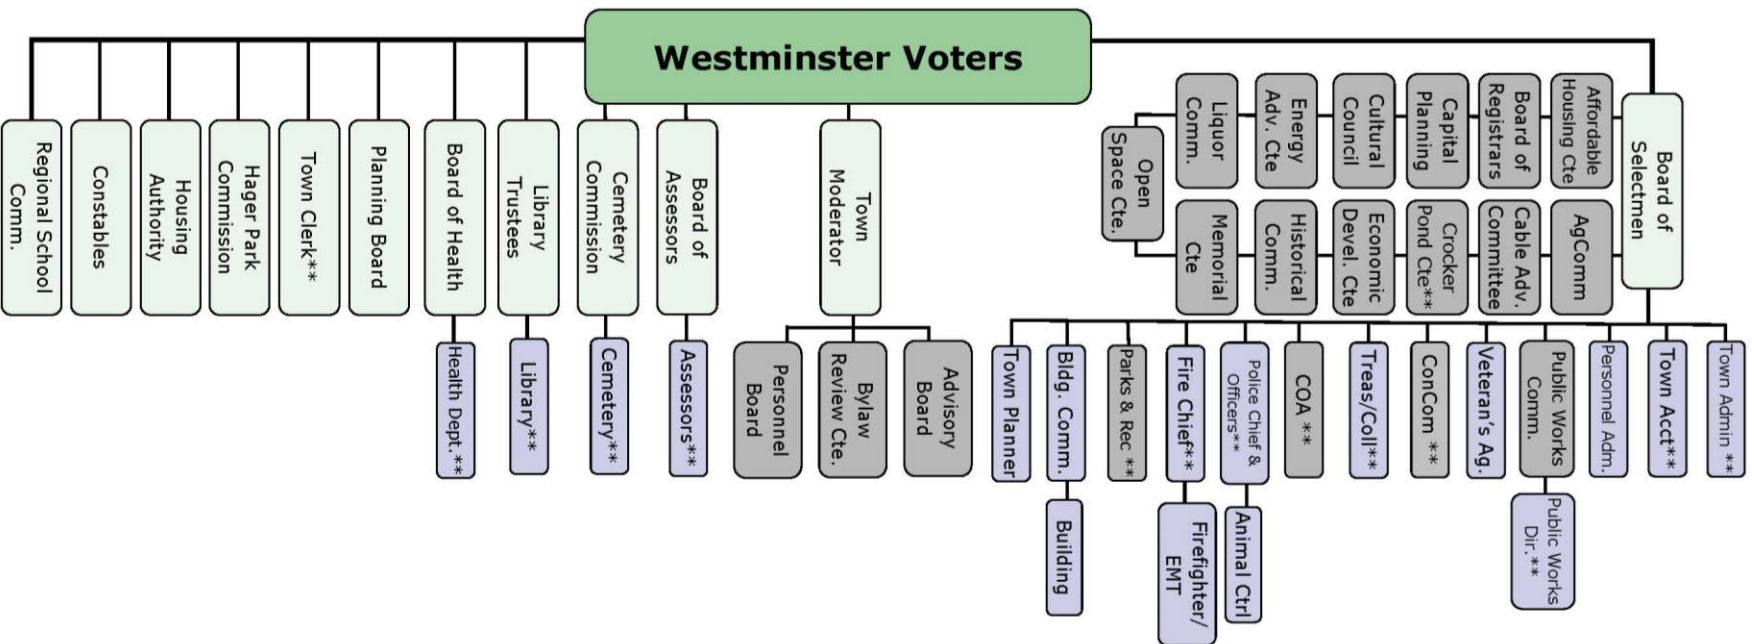 Westminster Voters
Regional School
Comm.
Constables
Housing
Authority
Hager Park
Commission
Town Clerk**
Planning Board
Board of Health
Library
Trustees
Cemetery
Commission
Board of
Assessors
Town
Moderator
Board of
Selectmen
Open
Space Cte.
Liquor
Comm.
Energy
Adv. Cte
Cultural
Council
Capital
Planning
Board of
Registrars
Affordable
Housing Cte
Memorial
Cte
Historical
Comm.
Economic
Devel. Cte
Crocker
Pond Cte**
Cable Adv.
Committee
AgComm
Health Dept.**
Library**
Cemetery**
Assessors**
Personnel
Board
Bylaw
Review Cte.
Advisory
Board
Town Planner
Bldg. Comm.
Parks & Rec **
Fire Chief**
Police Chief &
Officers**
COA **
Treas/Coll**
ConCom **
Veteran's Ag.
Public Works
Comm.
Personnel Adm.
Town Acct**
Town Admin **
Building
Firefighter/
EMT
Animal Ctrl
Public Works
Dir.**